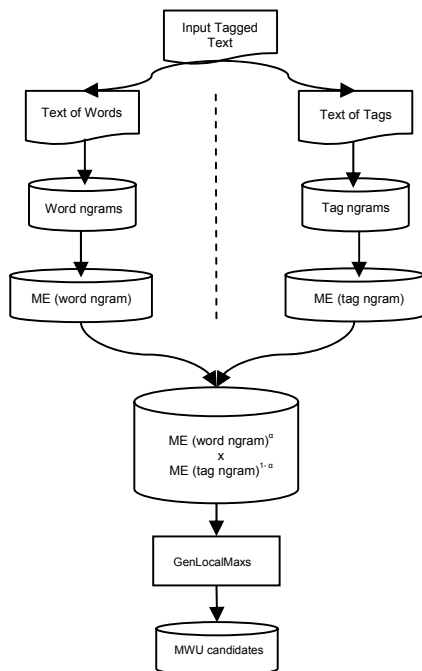 Input Tagged
Text
Text of Words
Text of Tags
Word ngrams
Tag ngrams
ME (word ngram)
ME (tag ngram)
ME (word ngram)^α
x
ME (tag ngram)^1- α
GenLocalMaxs
MWU candidates